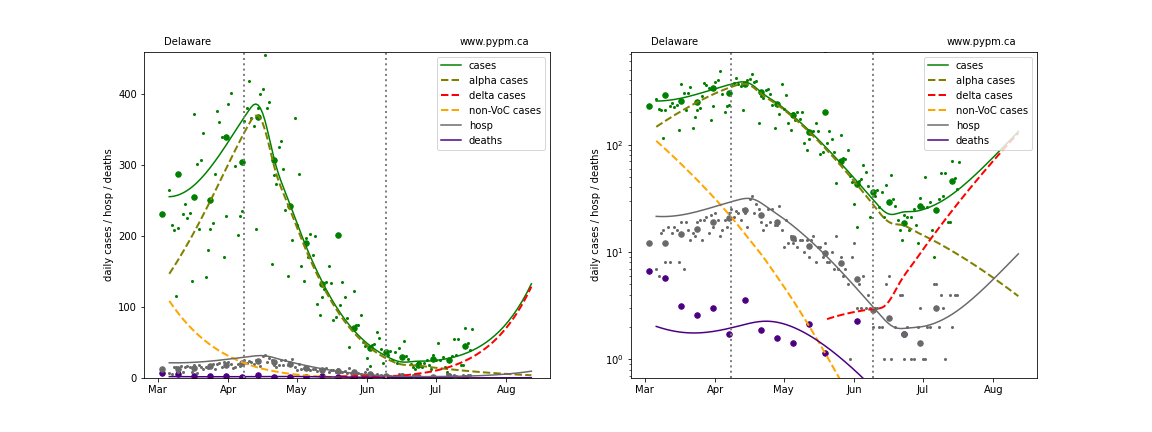 Delaware www.pypm.ca
cases
alpha cases
delta cases
non-VoC cases
hosp
deaths
daily cases / hosp / deaths
400
300
200
100
0
Mar Apr May Jun Jul Aug
Delaware www.pypm.ca
cases
alpha cases
delta cases
non-VoC cases
hosp
deaths
daily cases / hosp / deaths
10²
10¹
10⁰
Mar Apr May Jun Jul Aug